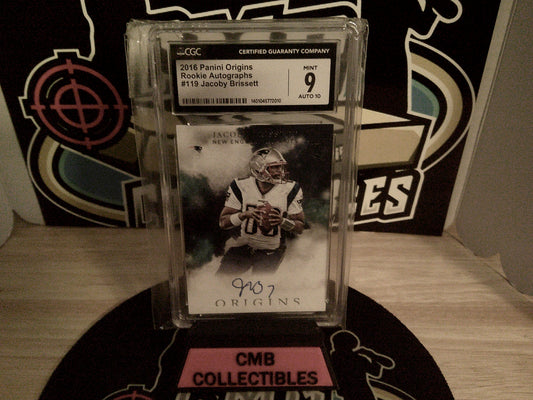 CGC
CERTIFIED GUARANTY COMPANY
2016 Panini Origins
Rookie Autographs
#119 Jacoby Brissett
MINT
9
AUTO 10
NEW ENG
ORIGINS
ES
CMB
COLLECTIBLES